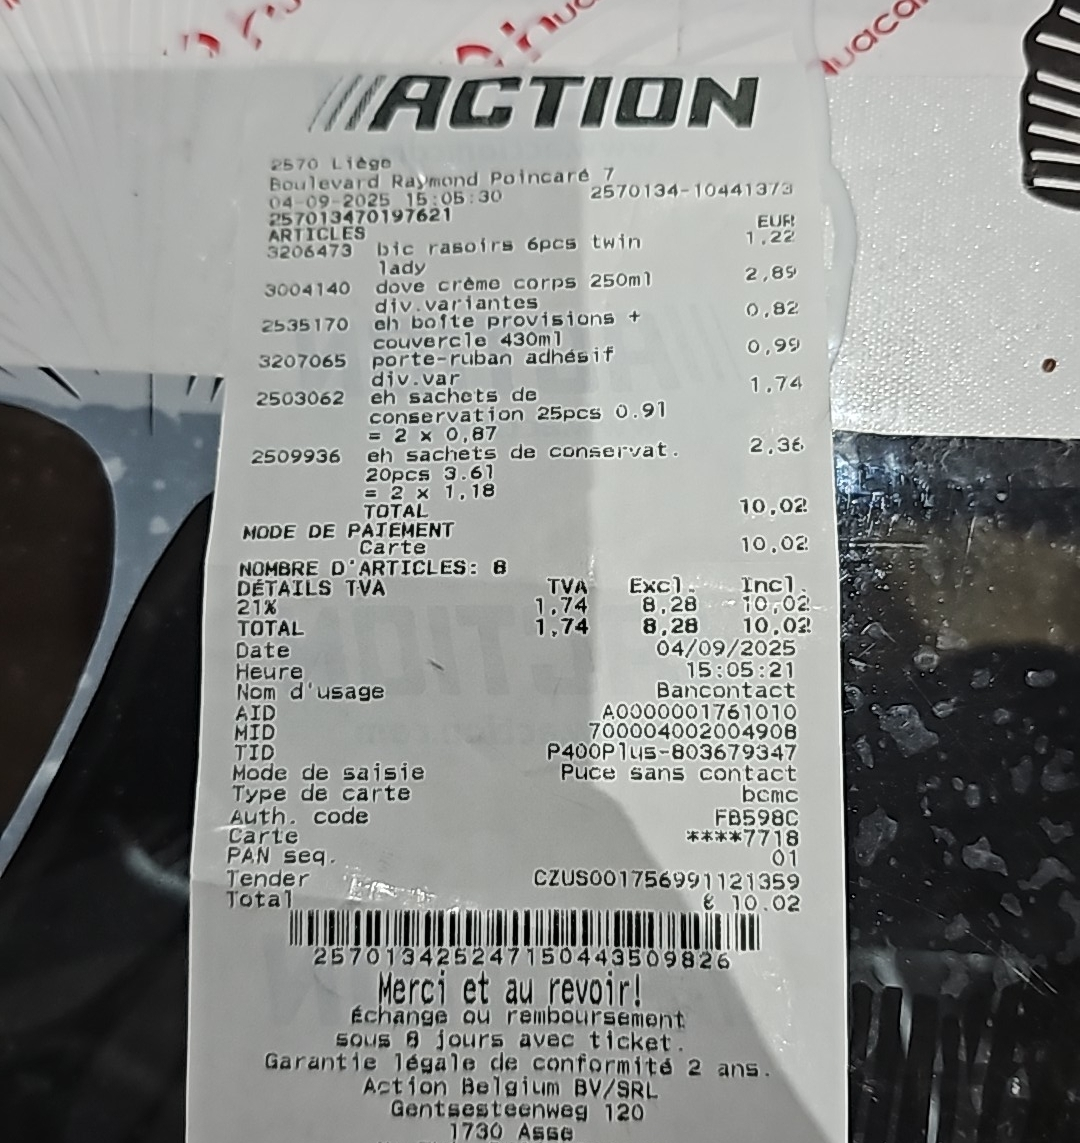 ACTION
2570 Liège
Boulevard Raymond Poincaré 7
04-09-2025 15:05:30 2570134-10441373
257013470197621
ARTICLES EUR
3206473 bic rasoirs 6pcs twin 1,22
lady
3004140 dove crème corps 250ml 2,89
div.variantes
2535170 eh boîte provisions + 0,82
couvercle 430ml
3207065 porte-ruban adhésif 0,99
div.var
2503062 eh sachets de 1,74
conservation 25pcs 0.9l
= 2 x 0,87
2509936 eh sachets de conservat. 2,36
20pcs 3.6l
= 2 x 1,18
TOTAL 10,02
MODE DE PAIEMENT
Carte 10,02
NOMBRE D'ARTICLES: 8
DÉTAILS TVA TVA Excl. Incl.
21% 1,74 8,28 10,02
TOTAL 1,74 8,28 10,02
Date 04/09/2025
Heure 15:05:21
Nom d'usage Bancontact
AID A0000001761010
MID 700004002004908
TID P400Plus-803679347
Mode de saisie Puce sans contact
Type de carte bcmc
Auth. code FB598C
Carte ****7718
PAN seq. 01
Tender CZUS001756991121359
Total € 10.02
257013425247150443509826
Merci et au revoir!
Échange ou remboursement
sous 8 jours avec ticket.
Garantie légale de conformité 2 ans.
Action Belgium BV/SRL
Gentsesteenweg 120
1730 Asse